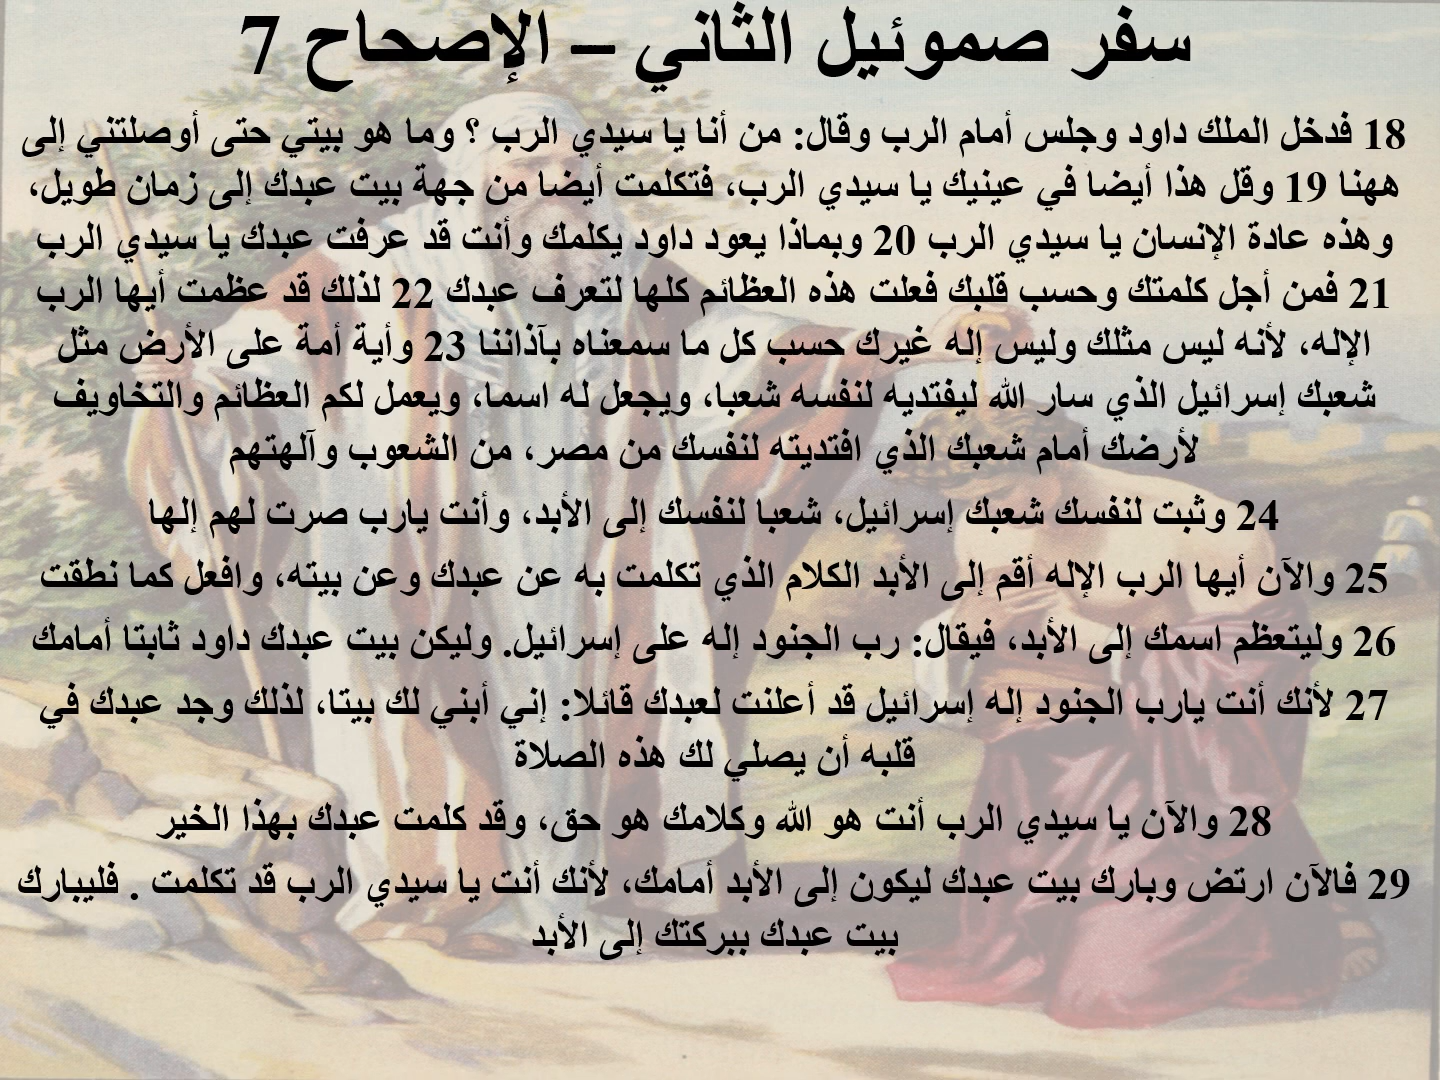 سفر صموئيل الثاني – الإصحاح 7
18 فدخل الملك داود وجلس أمام الرب وقال: من أنا يا سيدي الرب ؟ وما هو بيتي حتى أوصلتني إلى
ههنا 19 وقل هذا أيضا في عينيك يا سيدي الرب، فتكلمت أيضا من جهة بيت عبدك إلى زمان طويل،
وهذه عادة الإنسان يا سيدي الرب 20 وبماذا يعود داود يكلمك وأنت قد عرفت عبدك يا سيدي الرب
21 فمن أجل كلمتك وحسب قلبك فعلت هذه العظائم كلها لتعرف عبدك 22 لذلك قد عظمت أيها الرب
الإله، لأنه ليس مثلك وليس إله غيرك حسب كل ما سمعناه بآذاننا 23 وأية أمة على الأرض مثل
شعبك إسرائيل الذي سار الله ليفتديه لنفسه شعبا، ويجعل له اسما، ويعمل لكم العظائم والتخاويف
لأرضك أمام شعبك الذي افتديته لنفسك من مصر، من الشعوب وآلهتهم
24 وثبت لنفسك شعبك إسرائيل، شعبا لنفسك إلى الأبد، وأنت يارب صرت لهم إلها
25 والآن أيها الرب الإله أقم إلى الأبد الكلام الذي تكلمت به عن عبدك وعن بيته، وافعل كما نطقت
26 وليتعظم اسمك إلى الأبد، فيقال: رب الجنود إله على إسرائيل. وليكن بيت عبدك داود ثابتا أمامك
27 لأنك أنت يارب الجنود إله إسرائيل قد أعلنت لعبدك قائلا: إني أبني لك بيتا، لذلك وجد عبدك في
قلبه أن يصلي لك هذه الصلاة
28 والآن يا سيدي الرب أنت هو الله وكلامك هو حق، وقد كلمت عبدك بهذا الخير
29 فالآن ارتض وبارك بيت عبدك ليكون إلى الأبد أمامك، لأنك أنت يا سيدي الرب قد تكلمت . فليبارك
بيت عبدك ببركتك إلى الأبد